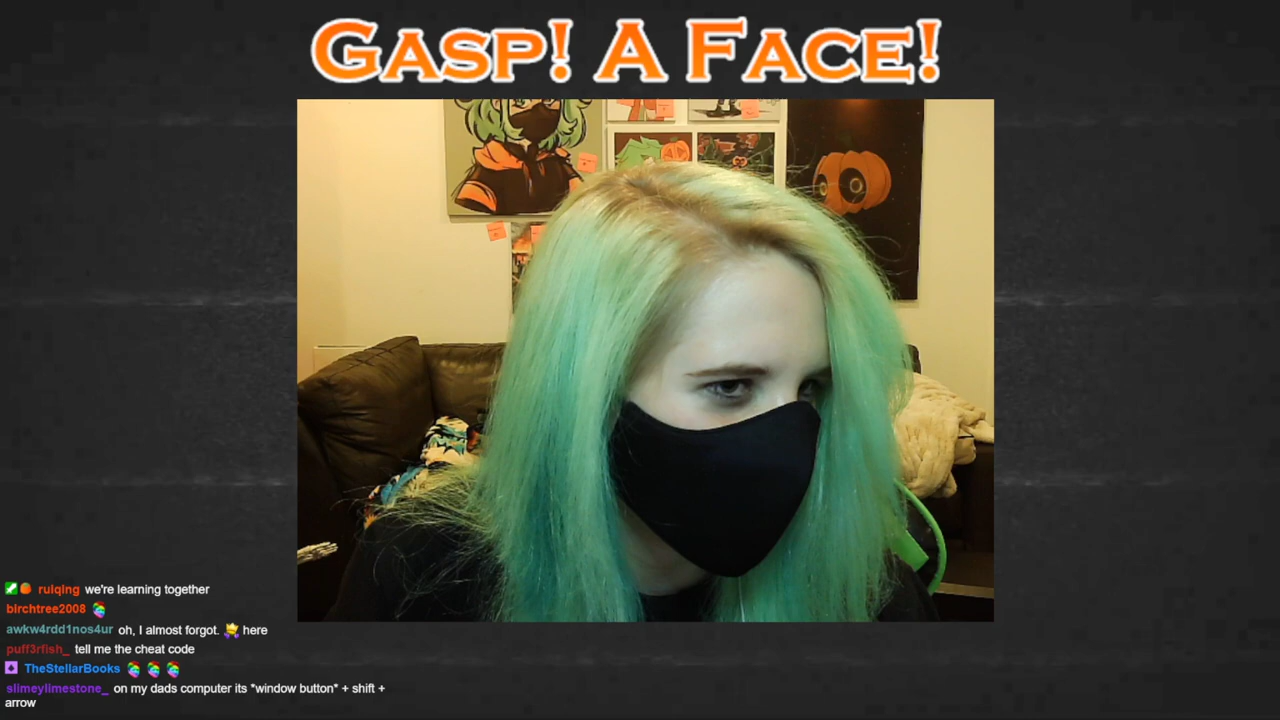 GASP! A FACE!
ruiqing we're learning together
birchtree2008
awkw4rdd1nos4ur oh, I almost forgot. here
puff3rfish_ tell me the cheat code
TheStellarBooks
slimeylimestone_ on my dads computer its *window button* + shift +
arrow